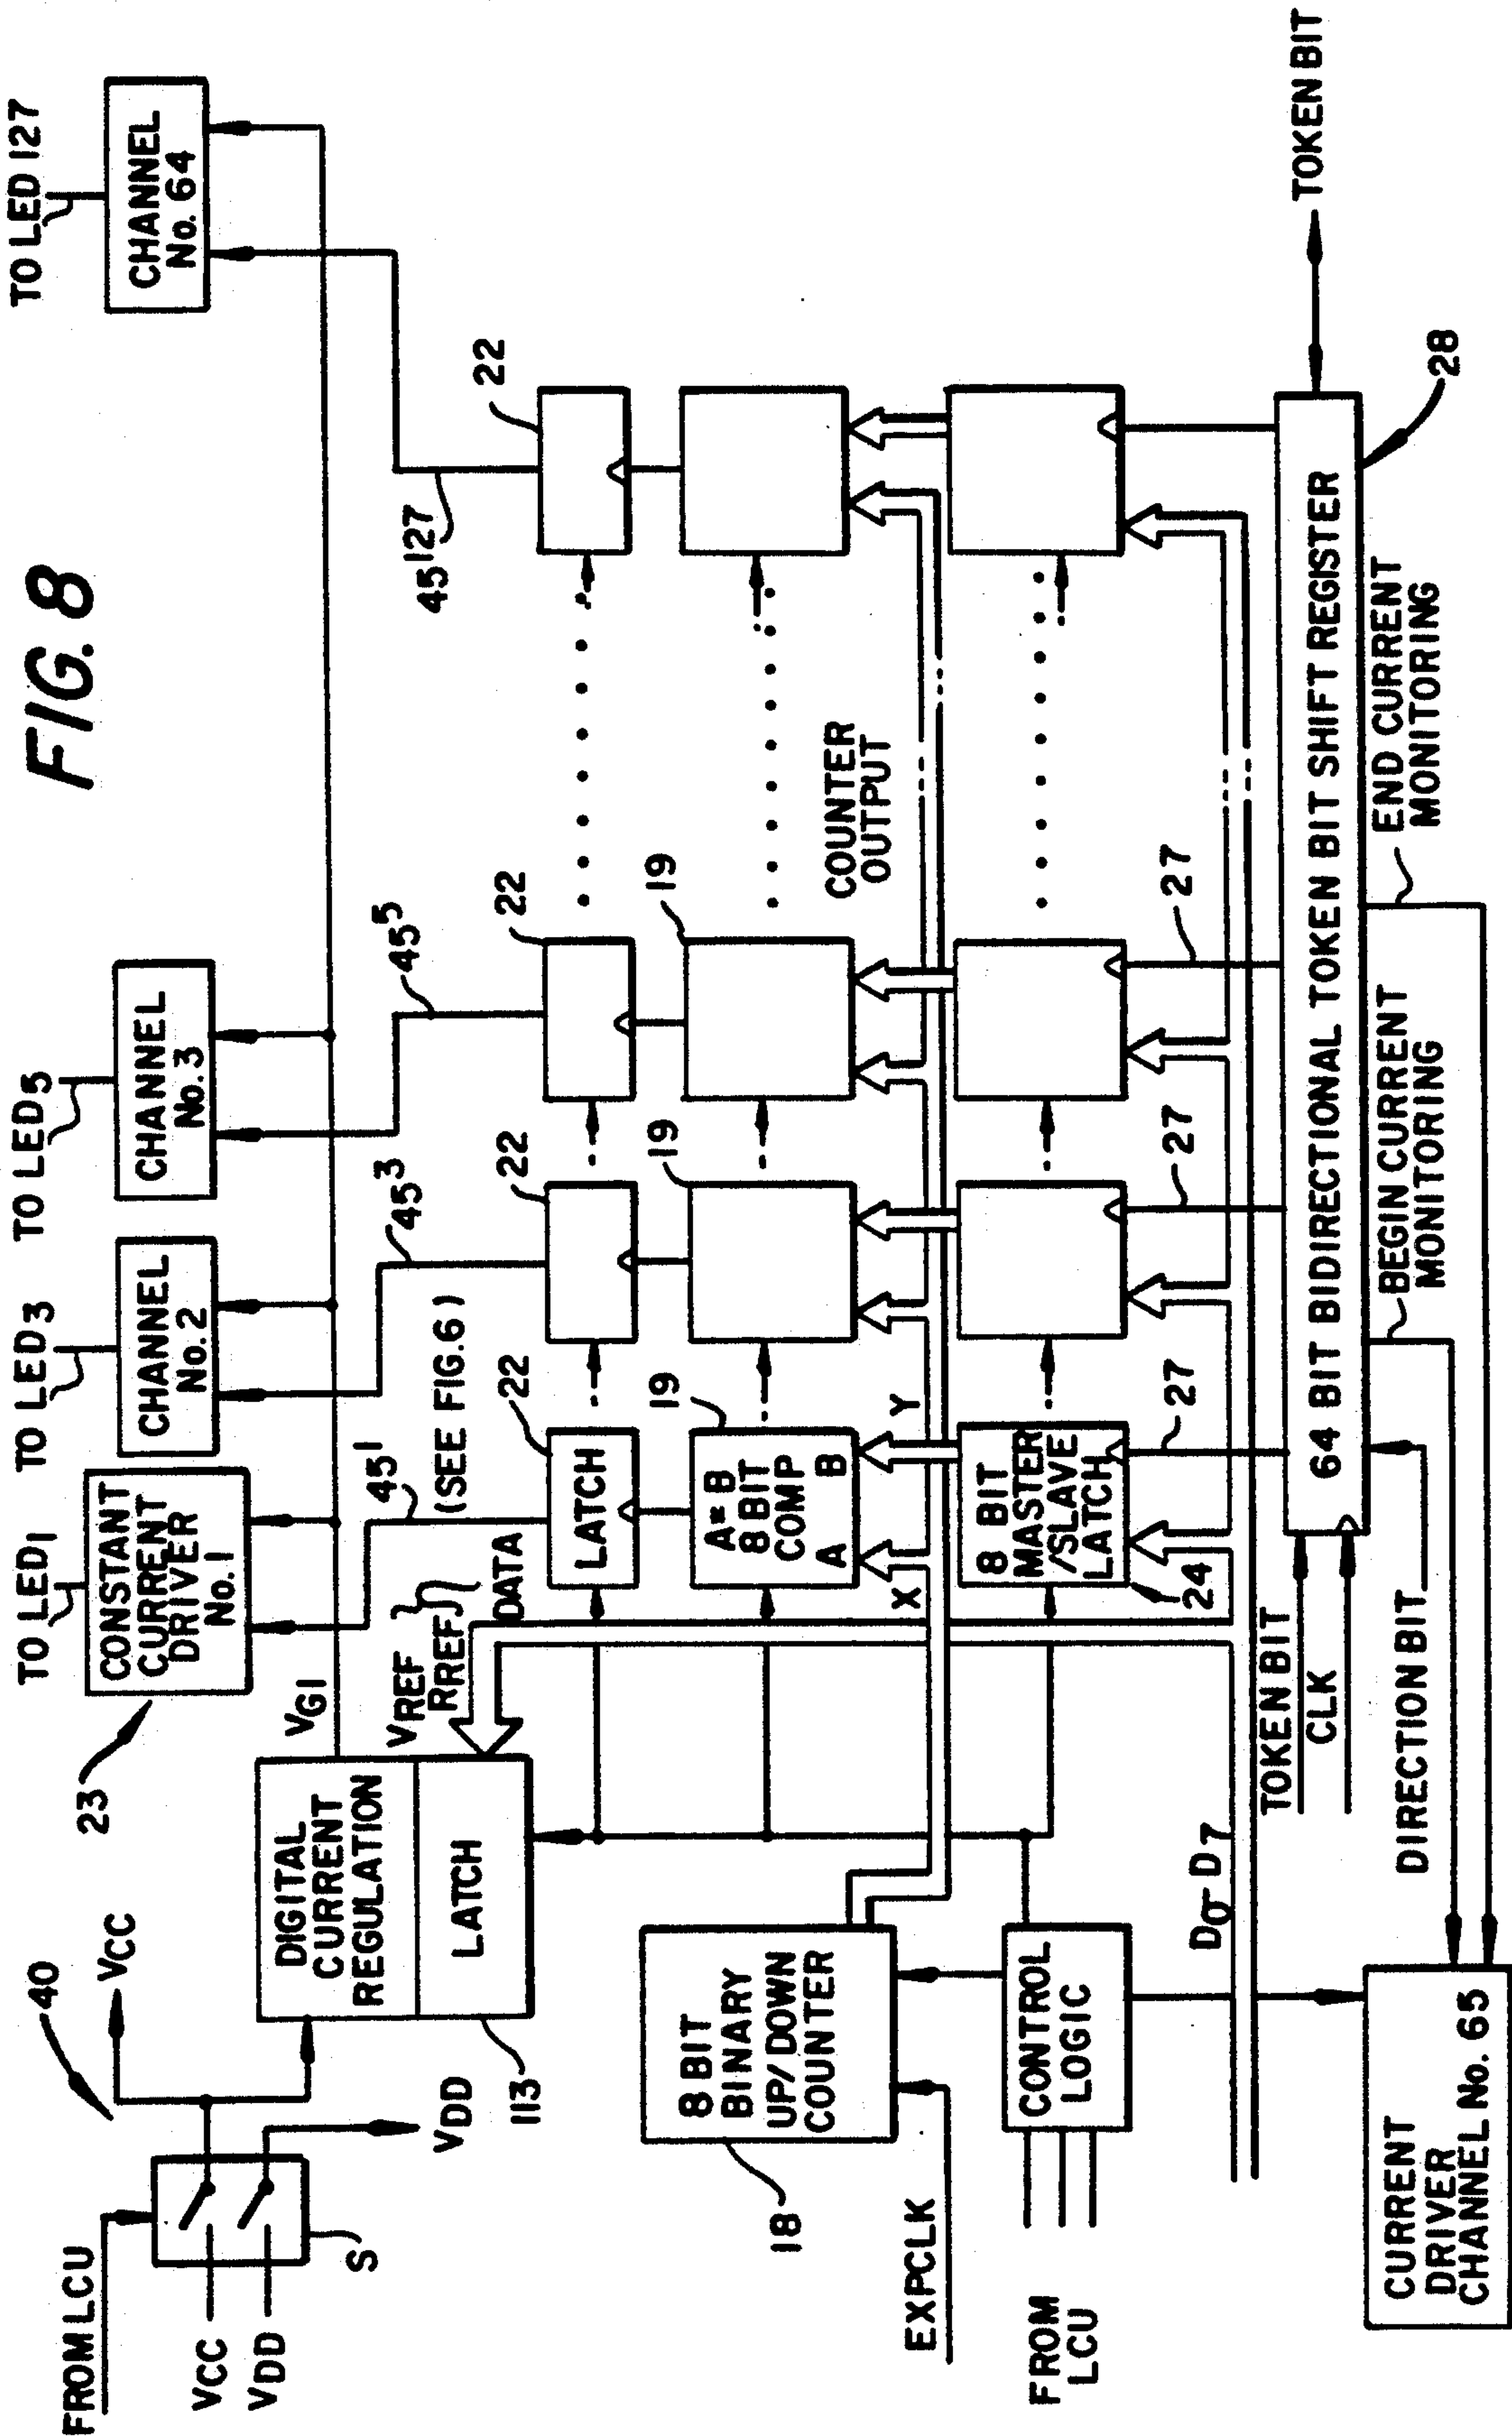 FIG. 8
FROM LCU
VCC
VDD
S
40
VCC
VDD
DIGITAL
CURRENT
REGULATION
LATCH
113
VG1
VREF
RREF
DATA
23
TO LED1
CONSTANT
CURRENT
DRIVER
No. 1
TO LED3
CHANNEL
No. 2
TO LED5
CHANNEL
No. 3
TO LED 127
CHANNEL
No. 64
45^1
(SEE FIG. 6)
45^3
45^5
45^127
LATCH
22
22
22
22
A=B
8 BIT
COMP
A B
19
19
19
X
Y
COUNTER
OUTPUT
8 BIT
MASTER
/SLAVE
LATCH
24
27
27
27
8 BIT
BINARY
UP/DOWN
COUNTER
18
EXPCLK
CONTROL
LOGIC
FROM
LCU
D0-D7
TOKEN BIT
CLK
DIRECTION BIT
64 BIT BIDIRECTIONAL TOKEN BIT SHIFT REGISTER
28
TOKEN BIT
BEGIN CURRENT
MONITORING
END CURRENT
MONITORING
CURRENT
DRIVER
CHANNEL No. 65